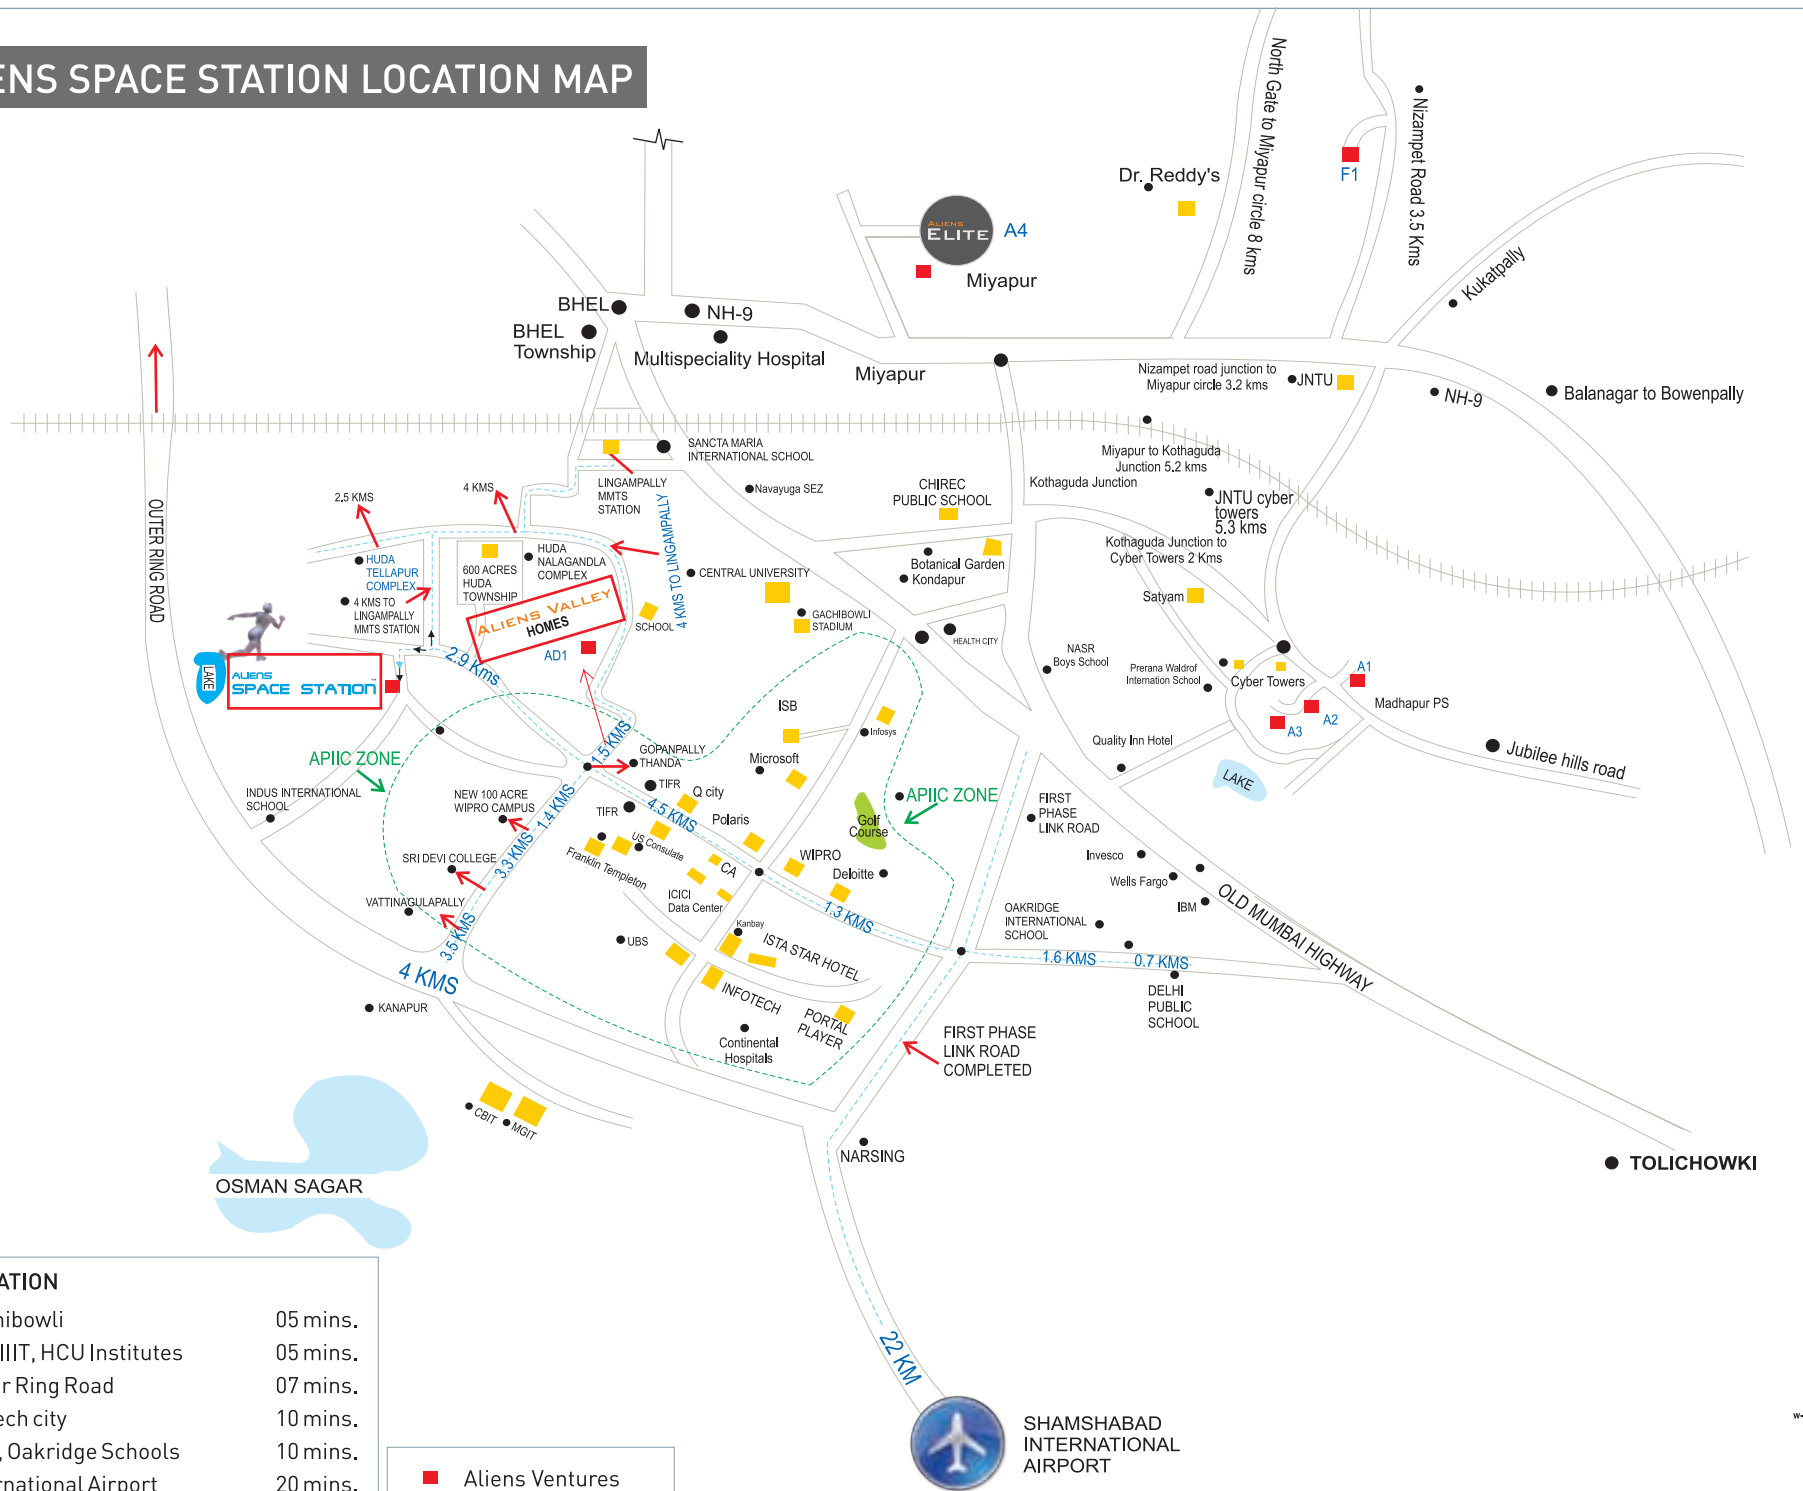 ENS SPACE STATION LOCATION MAP
North Gate to Miyapur circle 8 kms
Nizampet Road 3.5 Kms
F1
Dr. Reddy's
ALIENS
ELITE
A4
Miyapur
Kukatpally
BHEL
NH-9
BHEL
Township
Multispeciality Hospital
Miyapur
Nizampet road junction to
Miyapur circle 3.2 kms
JNTU
NH-9
Balanagar to Bowenpally
OUTER RING ROAD
SANCTA MARIA
INTERNATIONAL SCHOOL
LINGAMPALLY
MMTS
STATION
Navayuga SEZ
CHIREC
PUBLIC SCHOOL
Kothaguda Junction
Miyapur to Kothaguda
Junction 5.2 kms
JNTU cyber
towers
5.3 kms
2.5 KMS
4 KMS
4 KMS TO LINGAMPALLY
HUDA
TELLAPUR
COMPLEX
4 KMS TO
LINGAMPALLY
MMTS STATION
600 ACRES
HUDA
TOWNSHIP
HUDA
NALAGANDLA
COMPLEX
CENTRAL UNIVERSITY
Botanical Garden
Kondapur
Kothaguda Junction to
Cyber Towers 2 Kms
Satyam
ALIENS VALLEY
HOMES
AD1
SCHOOL
GACHIBOWLI
STADIUM
HEALTH CITY
NASR
Boys School
Prerana Waldrof
Internation School
Cyber Towers
A1
A2
A3
Madhapur PS
LAKE
ALIENS
SPACE STATION
2.9 Kms
1.5 KMS
ISB
Infosys
Quality Inn Hotel
LAKE
Jubilee hills road
APIIC ZONE
GOPANPALLY
THANDA
TIFR
Q city
Microsoft
APIIC ZONE
Golf
Course
FIRST
PHASE
LINK ROAD
INDUS INTERNATIONAL
SCHOOL
NEW 100 ACRE
WIPRO CAMPUS
1.4 KMS
TIFR
4.5 KMS
Polaris
US Consulate
Franklin Templeton
CA
WIPRO
Deloitte
Invesco
Wells Fargo
IBM
OLD MUMBAI HIGHWAY
SRI DEVI COLLEGE
3.3 KMS
ICICI
Data Center
VATTINAGULAPALLY
3.5 KMS
UBS
Kanbay
1.3 KMS
ISTA STAR HOTEL
OAKRIDGE
INTERNATIONAL
SCHOOL
1.6 KMS
0.7 KMS
DELHI
PUBLIC
SCHOOL
4 KMS
KANAPUR
INFOTECH
PORTAL
PLAYER
Continental
Hospitals
FIRST PHASE
LINK ROAD
COMPLETED
CBIT
MGIT
NARSING
TOLICHOWKI
OSMAN SAGAR
22 KM
SHAMSHABAD
INTERNATIONAL
AIRPORT
ATION
hibowli 05 mins.
IIIT, HCU Institutes 05 mins.
r Ring Road 07 mins.
ech city 10 mins.
, Oakridge Schools 10 mins.
rnational Airport 20 mins.
Aliens Ventures